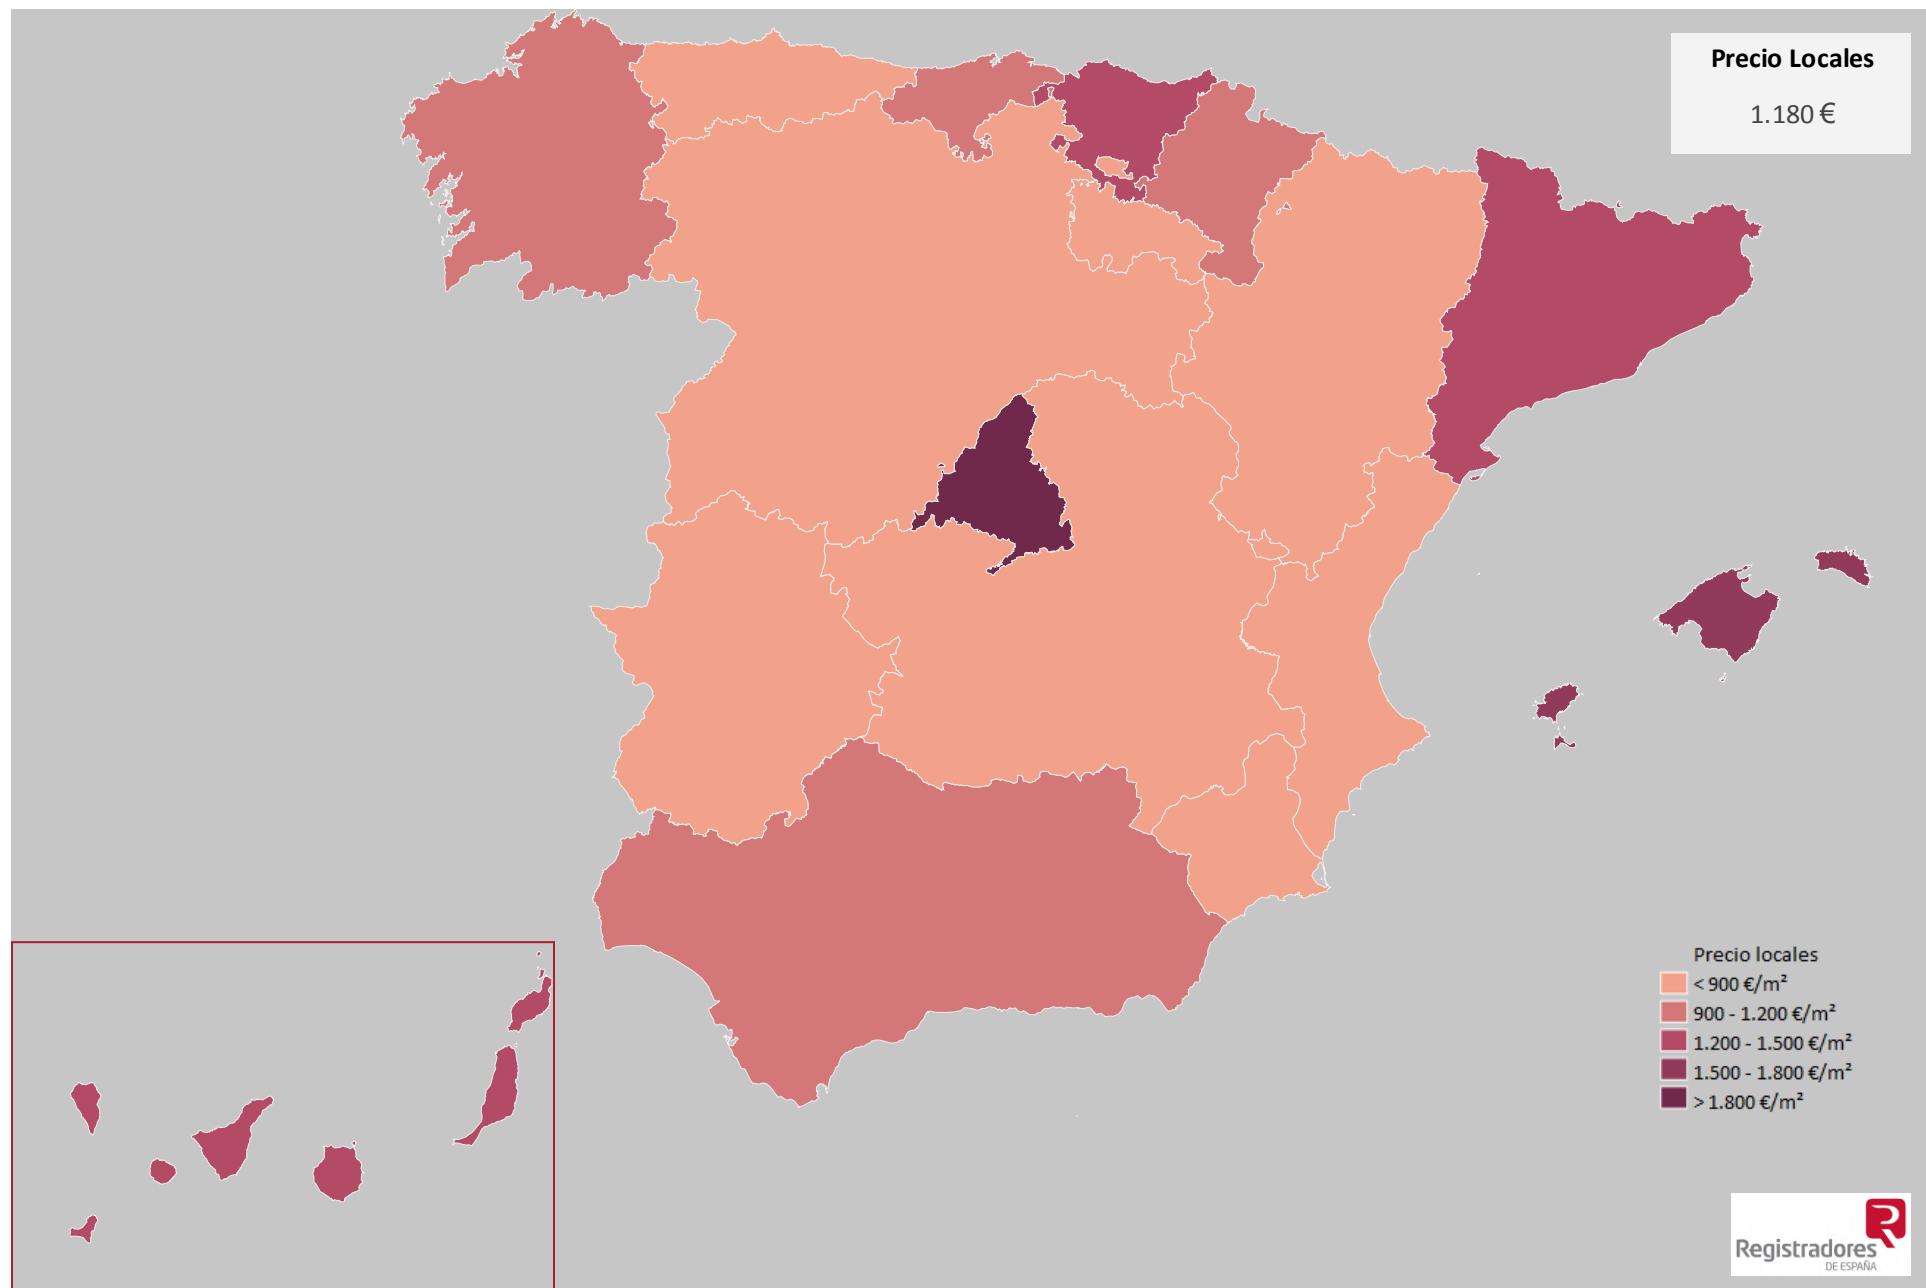 Precio Locales
1.180 €
Precio locales
< 900 €/m²
900 - 1.200 €/m²
1.200 - 1.500 €/m²
1.500 - 1.800 €/m²
> 1.800 €/m²
Registradores
DE ESPAÑA